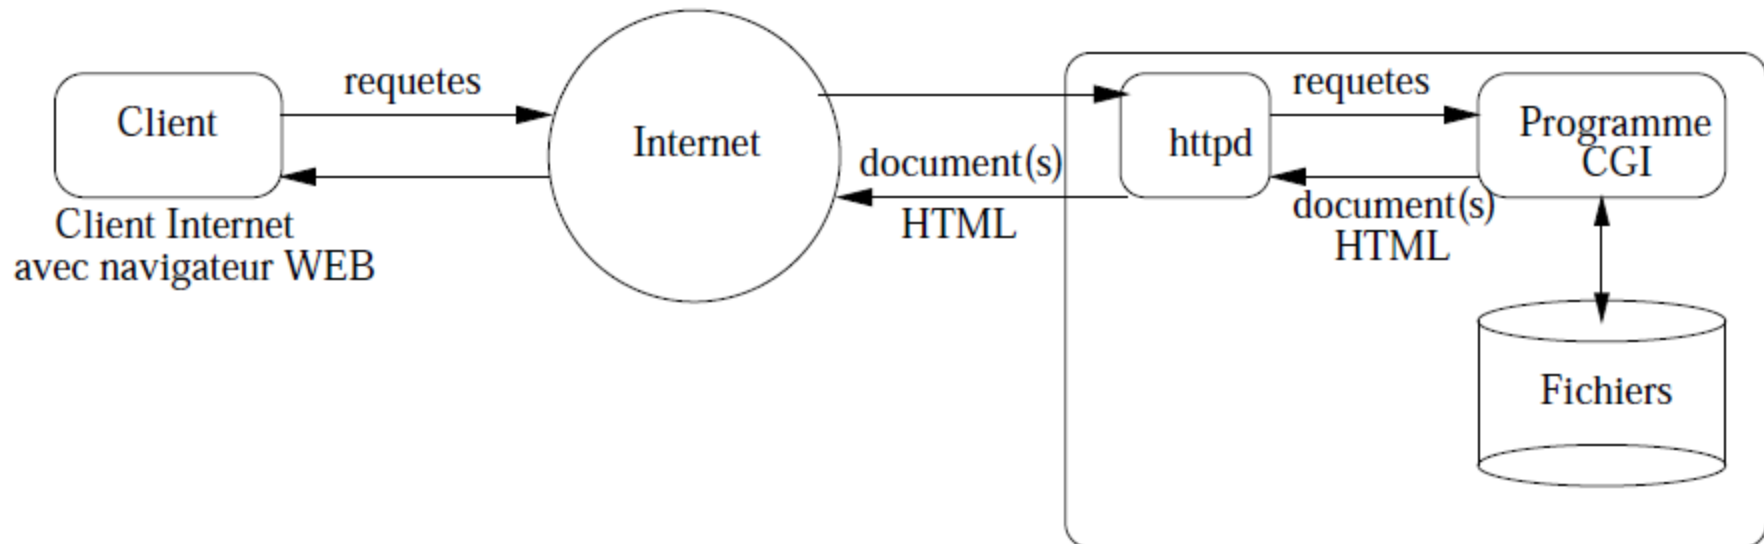 requetes
Client
Client Internet
avec navigateur WEB
Internet
document(s)
HTML
httpd
requetes
document(s)
HTML
Programme
CGI
Fichiers